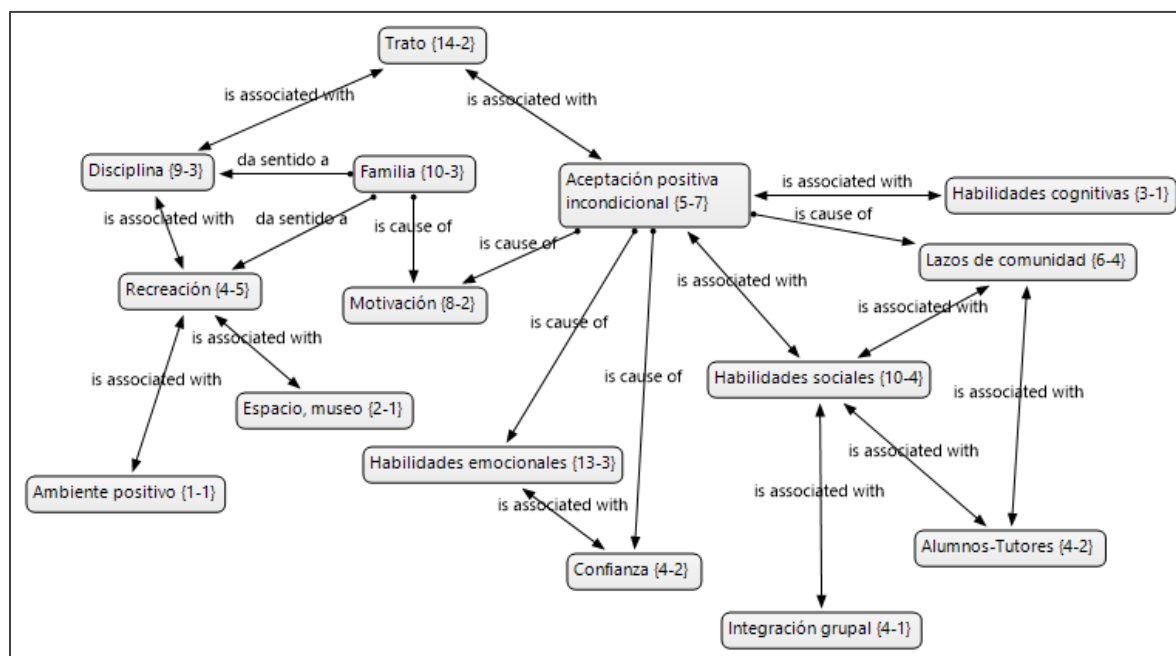 Trato {14-2}
is associated with
is associated with
Disciplina {9-3}
da sentido a
Familia {10-3}
Aceptación positiva
incondicional {5-7}
is associated with
Habilidades cognitivas {3-1}
is associated with
da sentido a
is cause of
is cause of
is cause of
Lazos de comunidad {6-4}
Recreación {4-5}
Motivación {8-2}
is associated with
is associated with
is associated with
is cause of
is associated with
is cause of
Habilidades sociales {10-4}
is associated with
Espacio, museo {2-1}
Habilidades emocionales {13-3}
is associated with
Ambiente positivo {1-1}
is associated with
is associated with
Confianza {4-2}
Alumnos-Tutores {4-2}
Integración grupal {4-1}